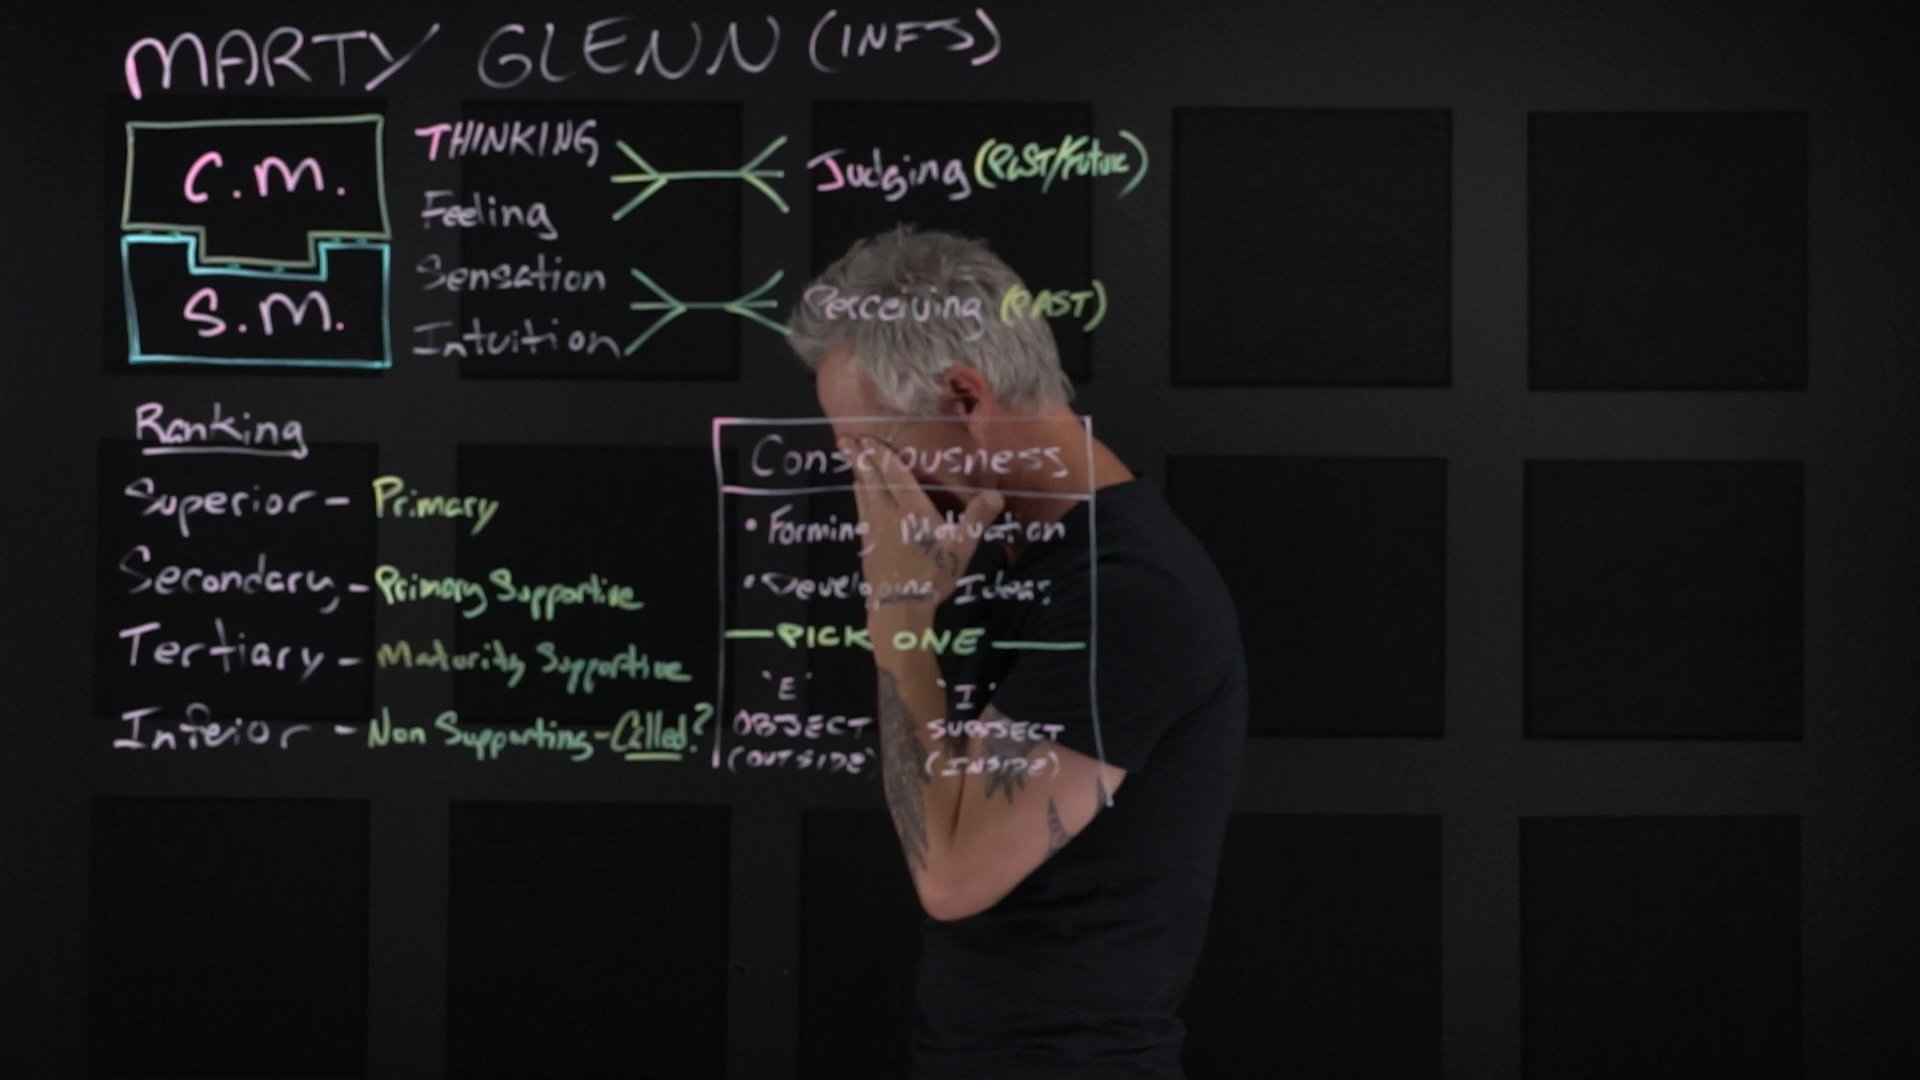 MARTY GLENN (INFJ)
C.M.
S.M.
THINKING
Feeling
Sensation
Intuition
Judging (PAST/Future)
Perceiving (PAST)
Ranking
Superior - Primary
Secondary - Primary Supportive
Tertiary - Maturity Supportive
Inferior - Non Supporting - Called?
Consciousness
• Forming Motivation
• Developing Ideas
— PICK ONE —
'E' 'I'
OBJECT SUBJECT
(OUTSIDE) (INSIDE)